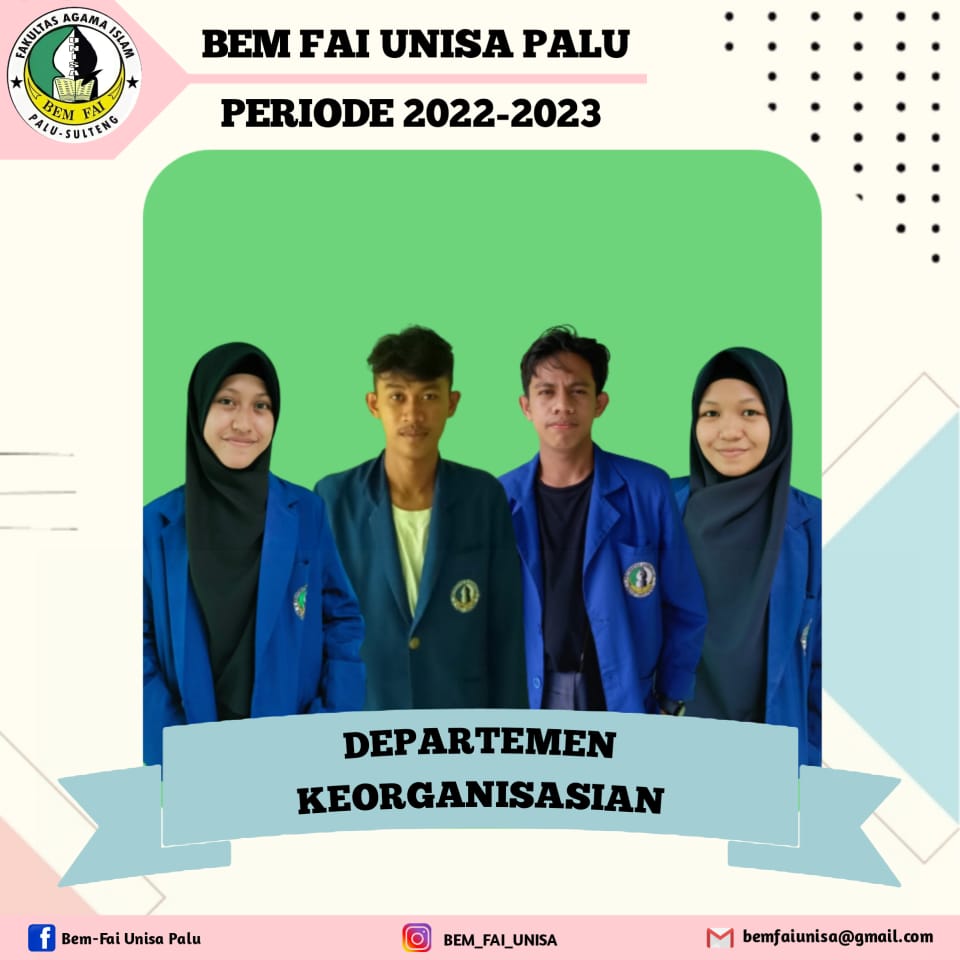 FAKULTAS AGAMA ISLAM
BEM FAI
PALU-SULTENG
BEM FAI UNISA PALU
PERIODE 2022-2023
DEPARTEMEN
KEORGANISASIAN
Bem-Fai Unisa Palu
BEM_FAI_UNISA
bemfaiunisa@gmail.com